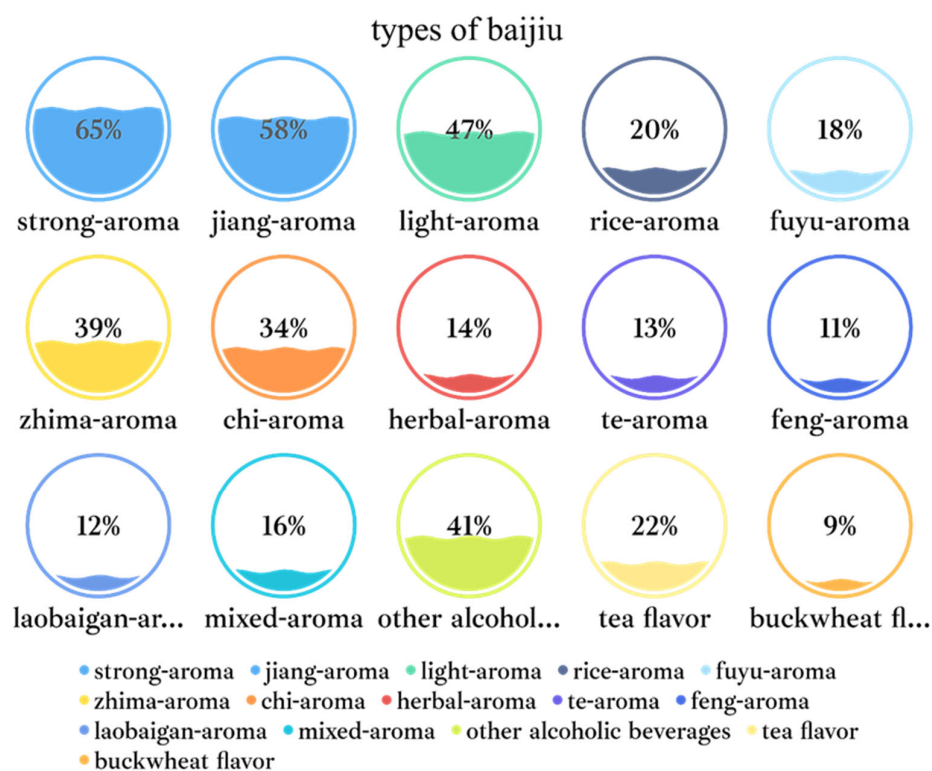 types of baijiu
65% 58% 47% 20% 18%
strong-aroma jiang-aroma light-aroma rice-aroma fuyu-aroma
39% 34% 14% 13% 11%
zhima-aroma chi-aroma herbal-aroma te-aroma feng-aroma
12% 16% 41% 22% 9%
laobaigan-ar... mixed-aroma other alcohol... tea flavor buckwheat fl...
strong-aroma jiang-aroma light-aroma rice-aroma fuyu-aroma
zhima-aroma chi-aroma herbal-aroma te-aroma feng-aroma
laobaigan-aroma mixed-aroma other alcoholic beverages tea flavor
buckwheat flavor